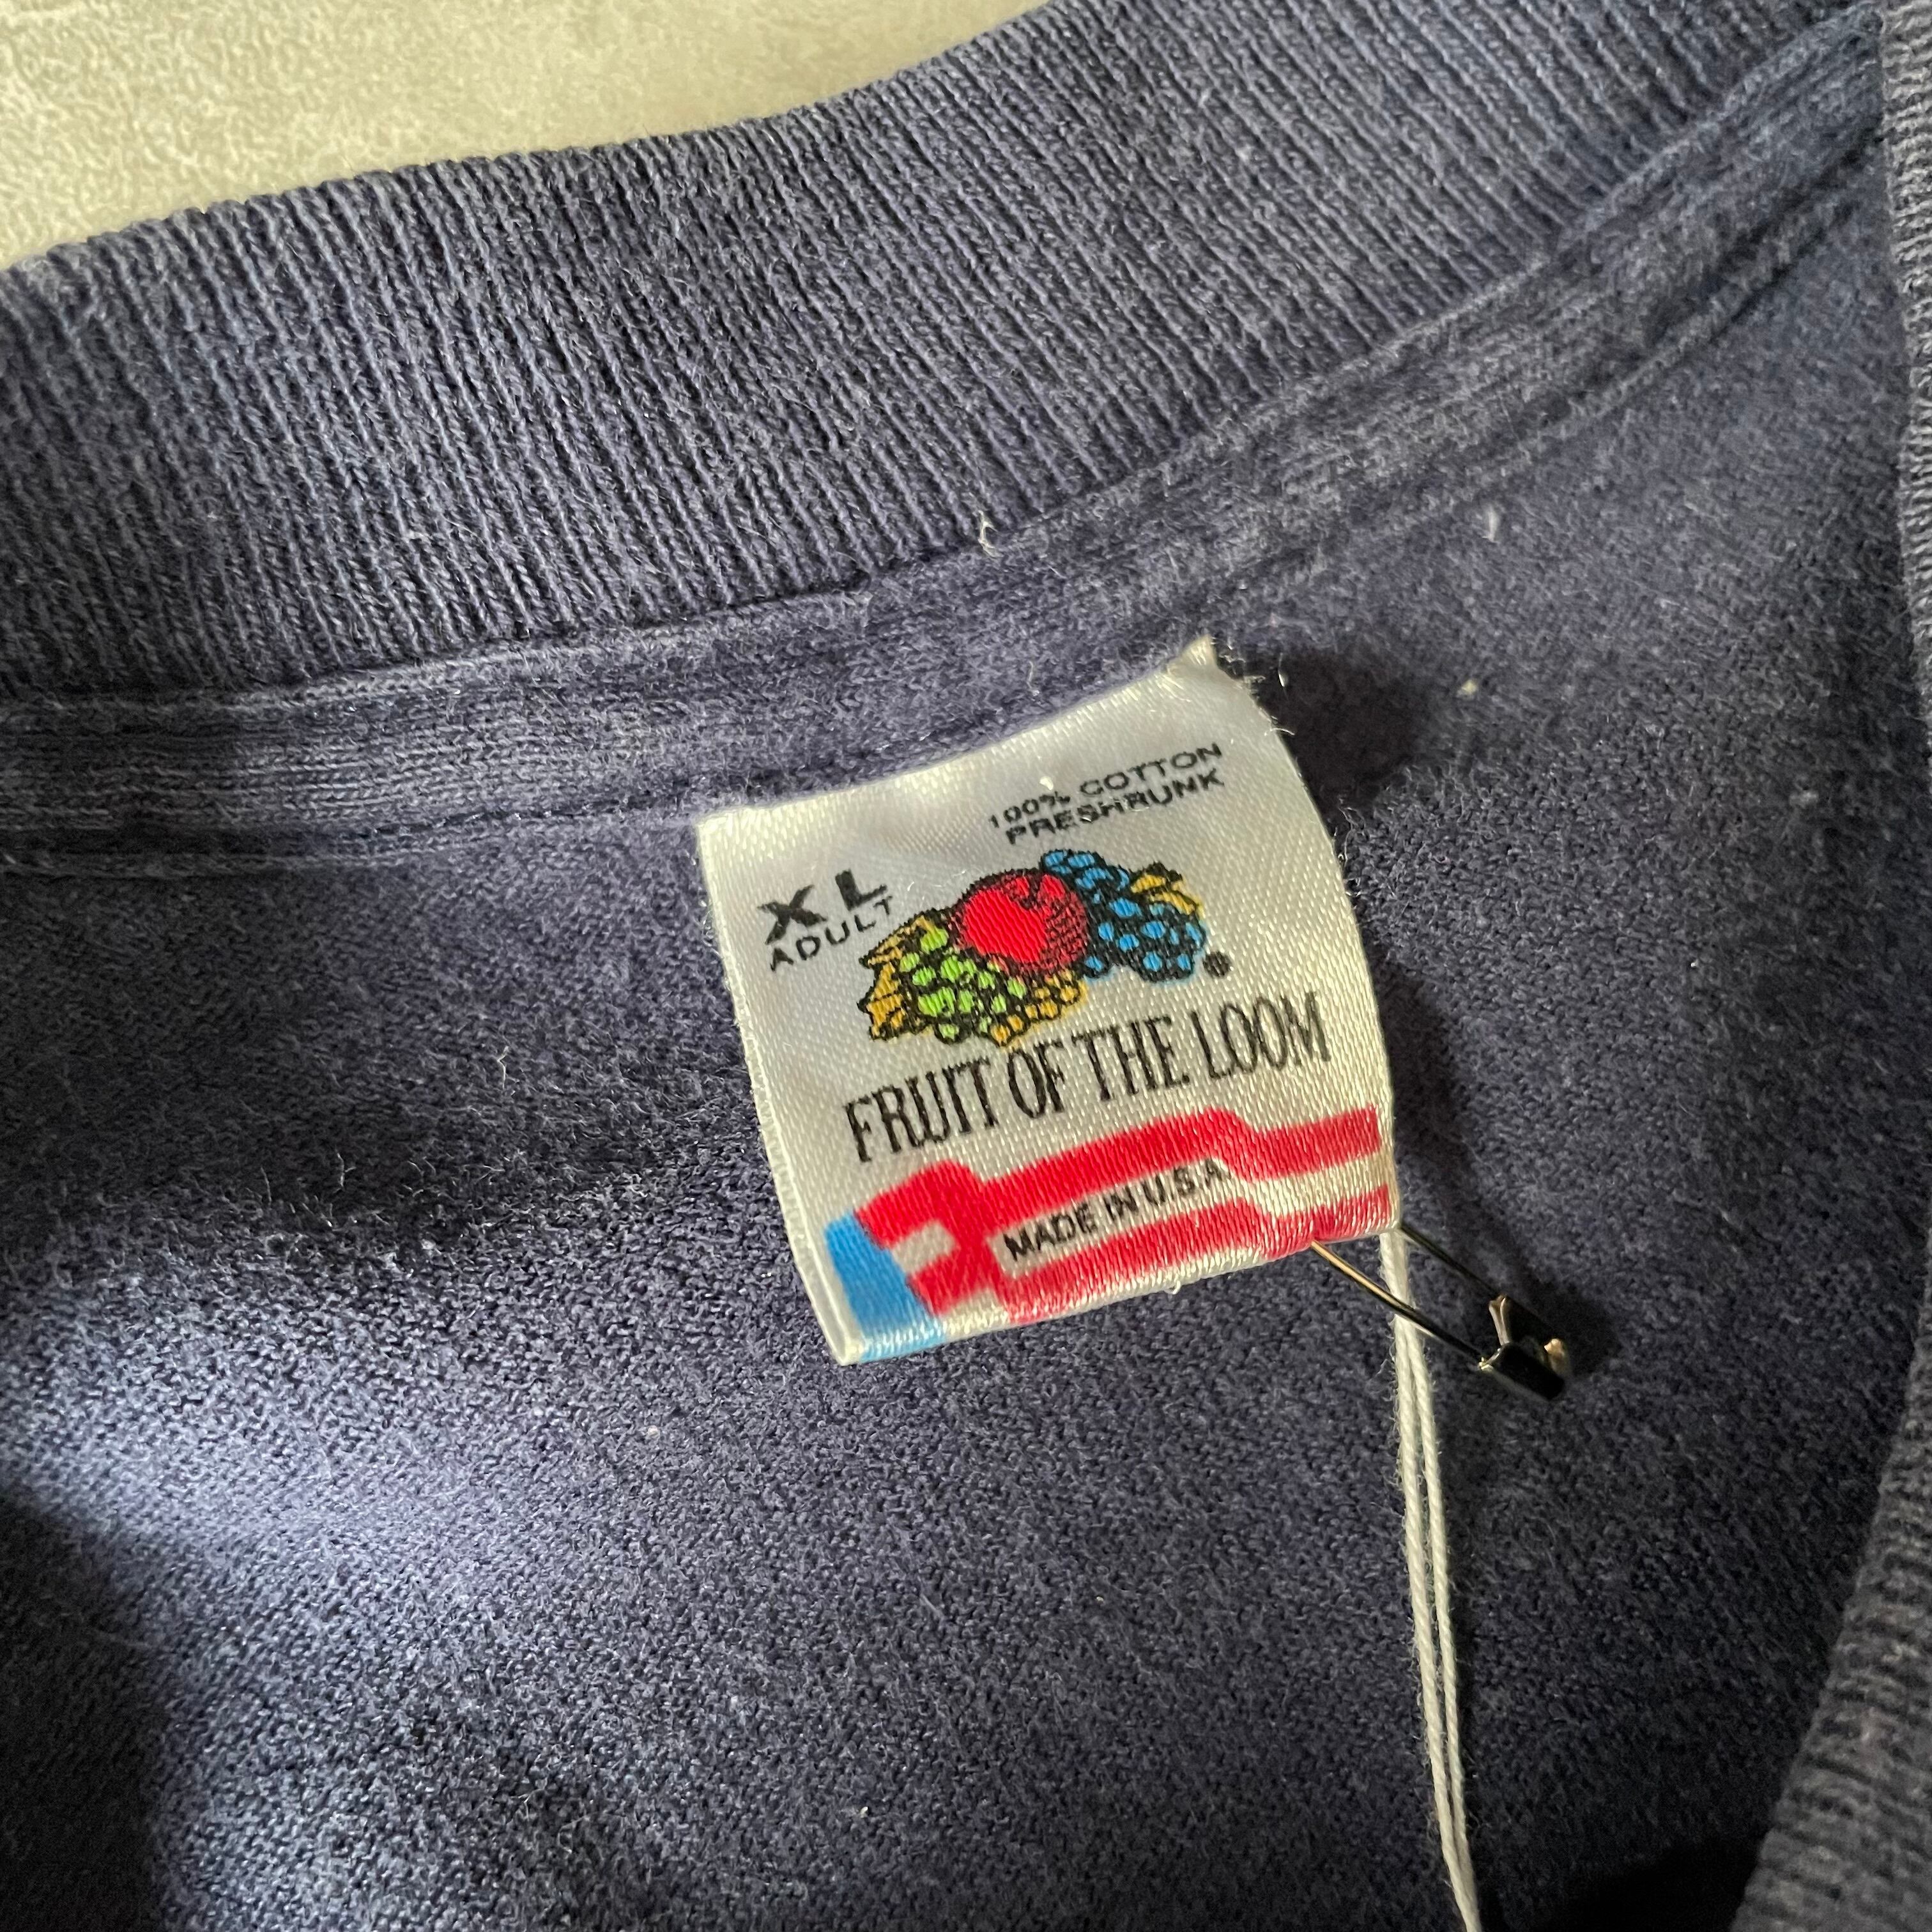 100% COTTON
PRESHRUNK
XL
ADULT
FRUIT OF THE LOOM
MADE IN U.S.A.